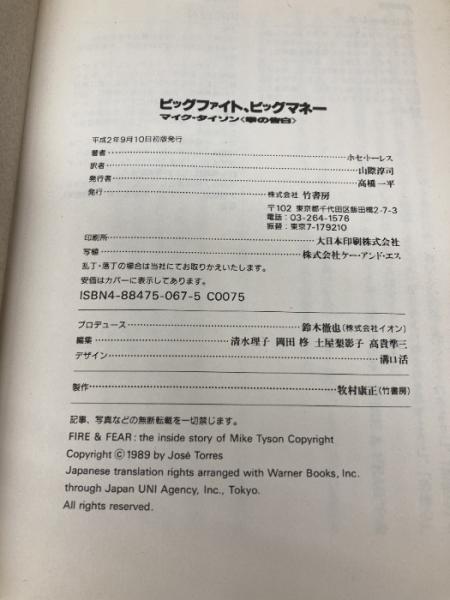 ビッグファイト、ビッグマネー
マイク・タイソン〈拳の告白〉
平成2年9月10日初版発行
著者 ホセ・トーレス
訳者 山際淳司
発行者 高橋一平
発行 株式会社 竹書房
〒102 東京都千代田区飯田橋2-7-3
電話:03-264-1576
振替:東京7-179210
印刷所 大日本印刷株式会社
写植 株式会社ケー・アンド・エス
乱丁・落丁の場合は当社にてお取りかえいたします。
定価はカバーに表示してあります。
ISBN4-88475-067-5 C0075
プロデュース 鈴木徹也(株式会社イオン)
編集 清水理子 岡田 柊 土屋梨影子 高貴準三
デザイン 溝口活
製作 牧村康正(竹書房)
記事、写真などの無断転載を一切禁じます。
FIRE & FEAR : the inside story of Mike Tyson Copyright
Copyright © 1989 by José Torres
Japanese translation rights arranged with Warner Books, Inc.
through Japan UNI Agency, Inc., Tokyo.
All rights reserved.